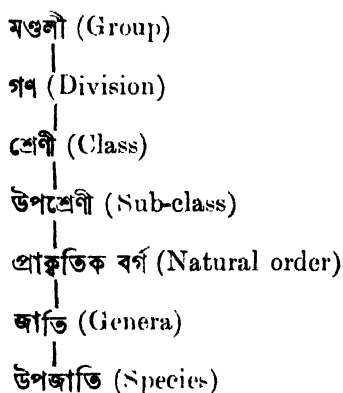 মণ্ডলী (Group)
গণ (Division)
শ্রেণী (Class)
উপশ্রেণী (Sub-class)
প্রাকৃতিক বর্গ (Natural order)
জাতি (Genera)
উপজাতি (Species)